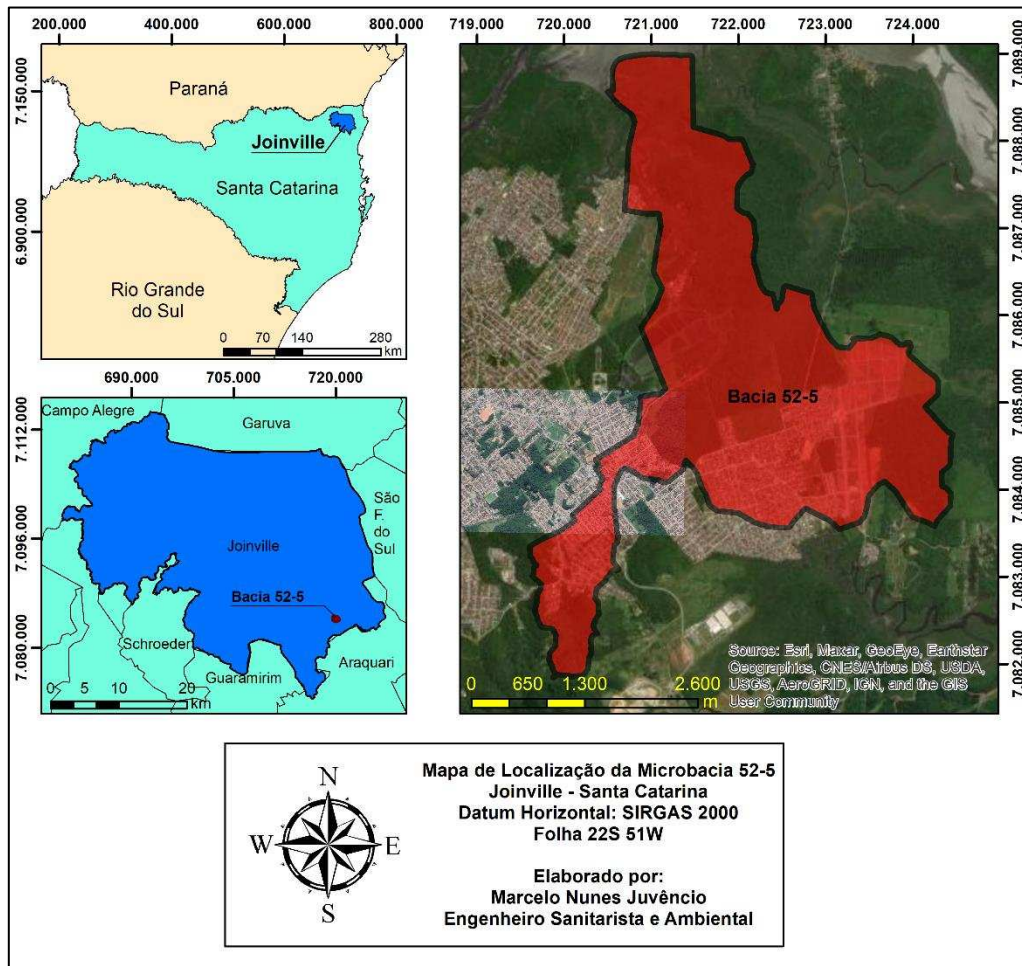 200.000 400.000 600.000 800.000
7.150.000
6.900.000
Paraná
Joinville
Santa Catarina
Rio Grande
do Sul
0 70 140 280
km
690.000 705.000 720.000
7.112.000
7.096.000
7.080.000
Campo Alegre
Garuva
São
F. do
Sul
Joinville
Bacia 52-5
Schroeder
Guaramirim
Araquari
0 5 10 20
km
719.000 720.000 721.000 722.000 723.000 724.000
7.089.000
7.088.000
7.087.000
7.086.000
7.085.000
7.084.000
7.083.000
7.082.000
Bacia 52-5
Source: Esri, Maxar, GeoEye, Earthstar
Geographics, CNES/Airbus DS, USDA,
USGS, AeroGRID, IGN, and the GIS
User Community
0 650 1.300 2.600
m
N
W E
S
Mapa de Localização da Microbacia 52-5
Joinville - Santa Catarina
Datum Horizontal: SIRGAS 2000
Folha 22S 51W
Elaborado por:
Marcelo Nunes Juvêncio
Engenheiro Sanitarista e Ambiental